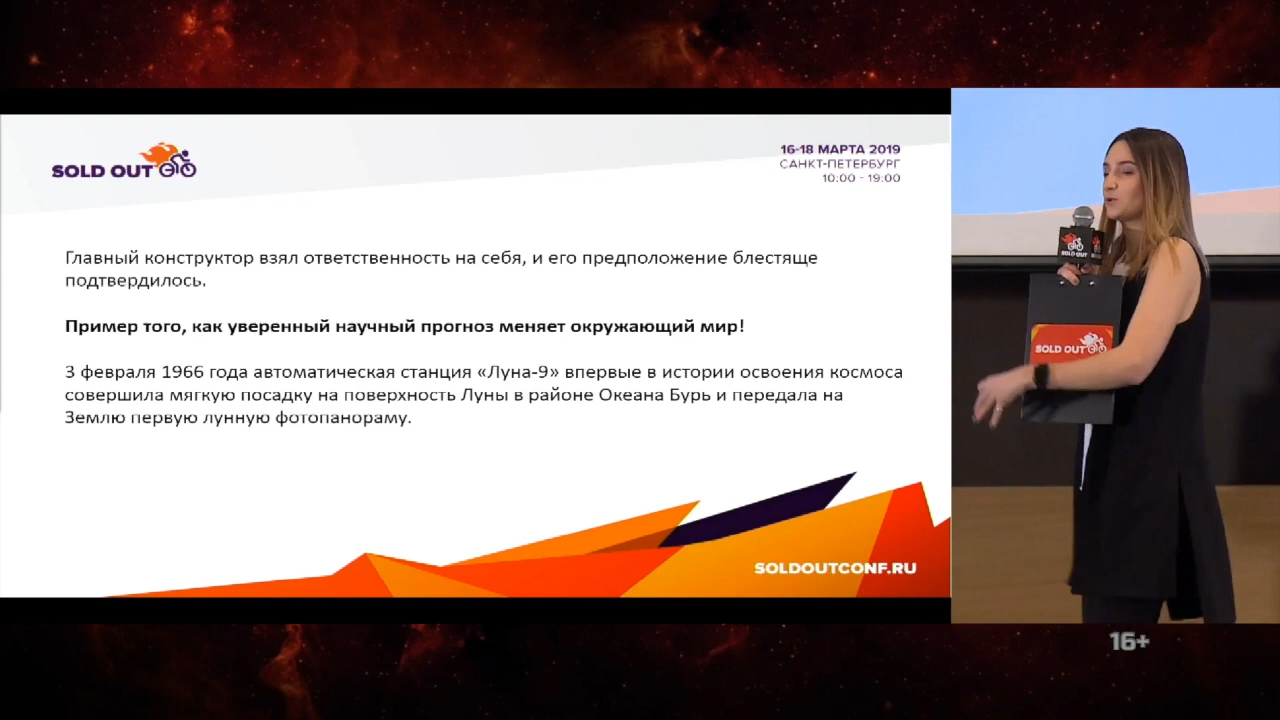 SOLD OUT
16-18 МАРТА 2019
САНКТ-ПЕТЕРБУРГ
10:00 - 19:00
Главный конструктор взял ответственность на себя, и его предположение блестяще
подтвердилось.
Пример того, как уверенный научный прогноз меняет окружающий мир!
3 февраля 1966 года автоматическая станция «Луна-9» впервые в истории освоения космоса
совершила мягкую посадку на поверхность Луны в районе Океана Бурь и передала на
Землю первую лунную фотопанораму.
SOLDOUTCONF.RU
SOLD OUT
SOLD OUT
16+